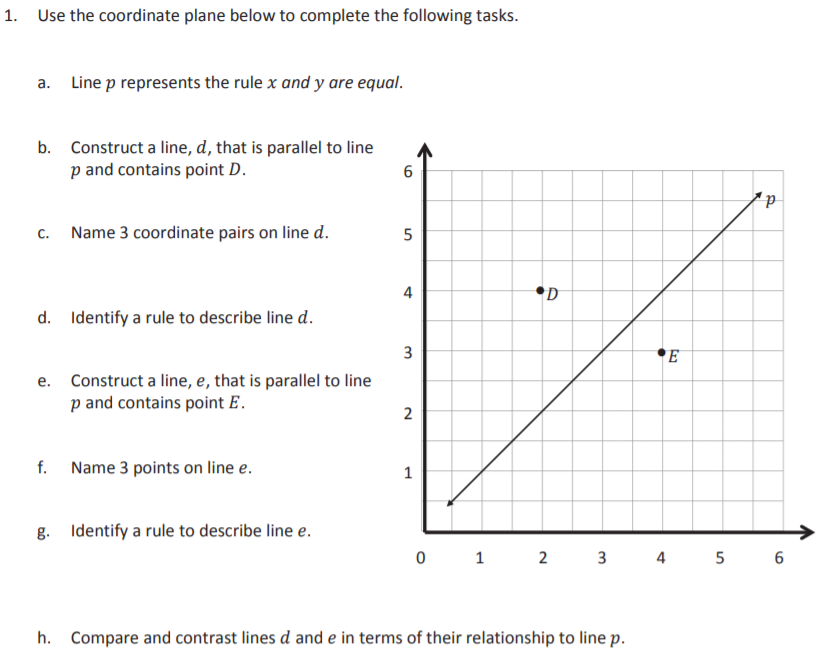 1. Use the coordinate plane below to complete the following tasks.
a. Line p represents the rule x and y are equal.
b. Construct a line, d, that is parallel to line
p and contains point D.
c. Name 3 coordinate pairs on line d.
d. Identify a rule to describe line d.
e. Construct a line, e, that is parallel to line
p and contains point E.
f. Name 3 points on line e.
g. Identify a rule to describe line e.
6
p
5
4
D
3
E
2
1
0 1 2 3 4 5 6
h. Compare and contrast lines d and e in terms of their relationship to line p.